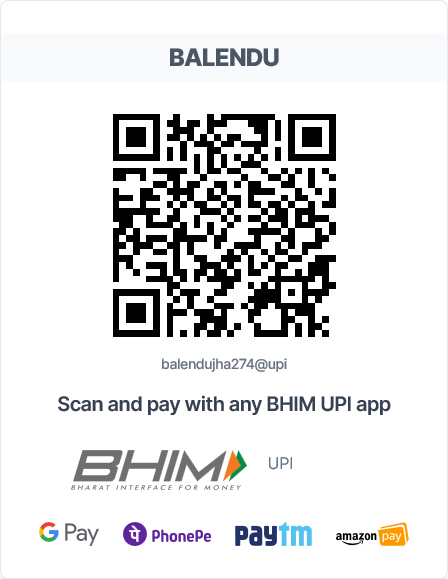 BALENDU
balendujha274@upi
Scan and pay with any BHIM UPI app
BHIM UPI
BHARAT INTERFACE FOR MONEY
G Pay PhonePe paytm amazon pay